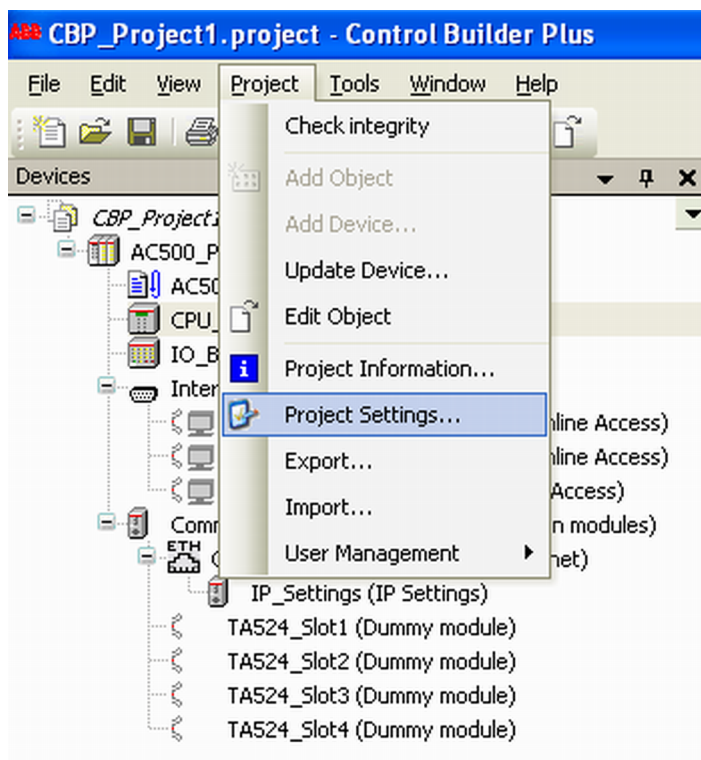 ABB CBP_Project1.project - Control Builder Plus
File Edit View Project Tools Window Help
Check integrity
Devices
Add Object
CBP_Project1
Add Device...
AC500_P
Update Device...
AC50
CPU_
Edit Object
IO_B
i Project Information...
Inter
Project Settings...
nline Access)
Export...
nline Access)
Access)
Import...
Comm
n modules)
ETH
User Management
net)
IP_Settings (IP Settings)
TA524_Slot1 (Dummy module)
TA524_Slot2 (Dummy module)
TA524_Slot3 (Dummy module)
TA524_Slot4 (Dummy module)